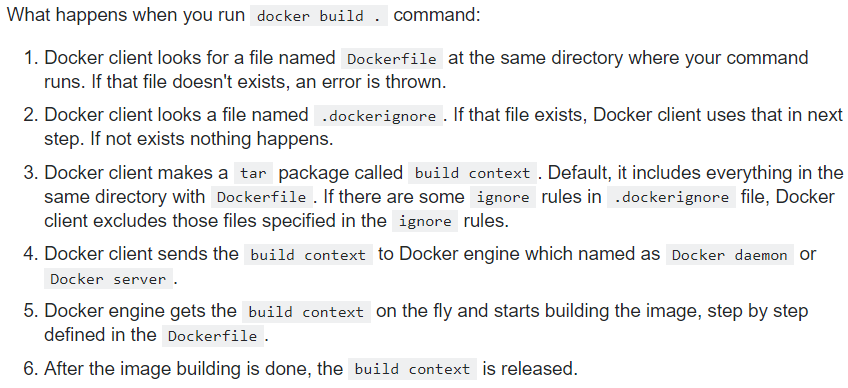 What happens when you run docker build . command:
1. Docker client looks for a file named Dockerfile at the same directory where your command
runs. If that file doesn't exists, an error is thrown.
2. Docker client looks a file named .dockerignore . If that file exists, Docker client uses that in next
step. If not exists nothing happens.
3. Docker client makes a tar package called build context . Default, it includes everything in the
same directory with Dockerfile . If there are some ignore rules in .dockerignore file, Docker
client excludes those files specified in the ignore rules.
4. Docker client sends the build context to Docker engine which named as Docker daemon or
Docker server .
5. Docker engine gets the build context on the fly and starts building the image, step by step
defined in the Dockerfile .
6. After the image building is done, the build context is released.